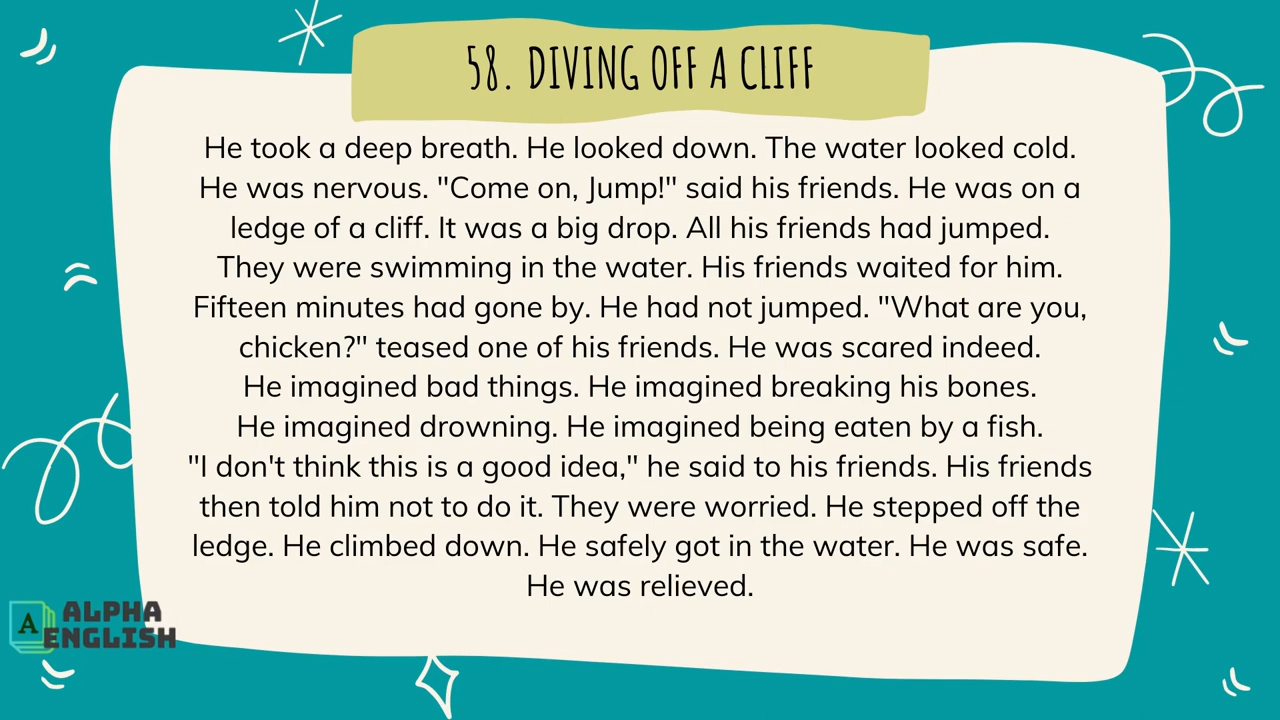 58. DIVING OFF A CLIFF
He took a deep breath. He looked down. The water looked cold.
He was nervous. "Come on, Jump!" said his friends. He was on a
ledge of a cliff. It was a big drop. All his friends had jumped.
They were swimming in the water. His friends waited for him.
Fifteen minutes had gone by. He had not jumped. "What are you,
chicken?" teased one of his friends. He was scared indeed.
He imagined bad things. He imagined breaking his bones.
He imagined drowning. He imagined being eaten by a fish.
"I don't think this is a good idea," he said to his friends. His friends
then told him not to do it. They were worried. He stepped off the
ledge. He climbed down. He safely got in the water. He was safe.
He was relieved.
A ALPHA
ENGLISH